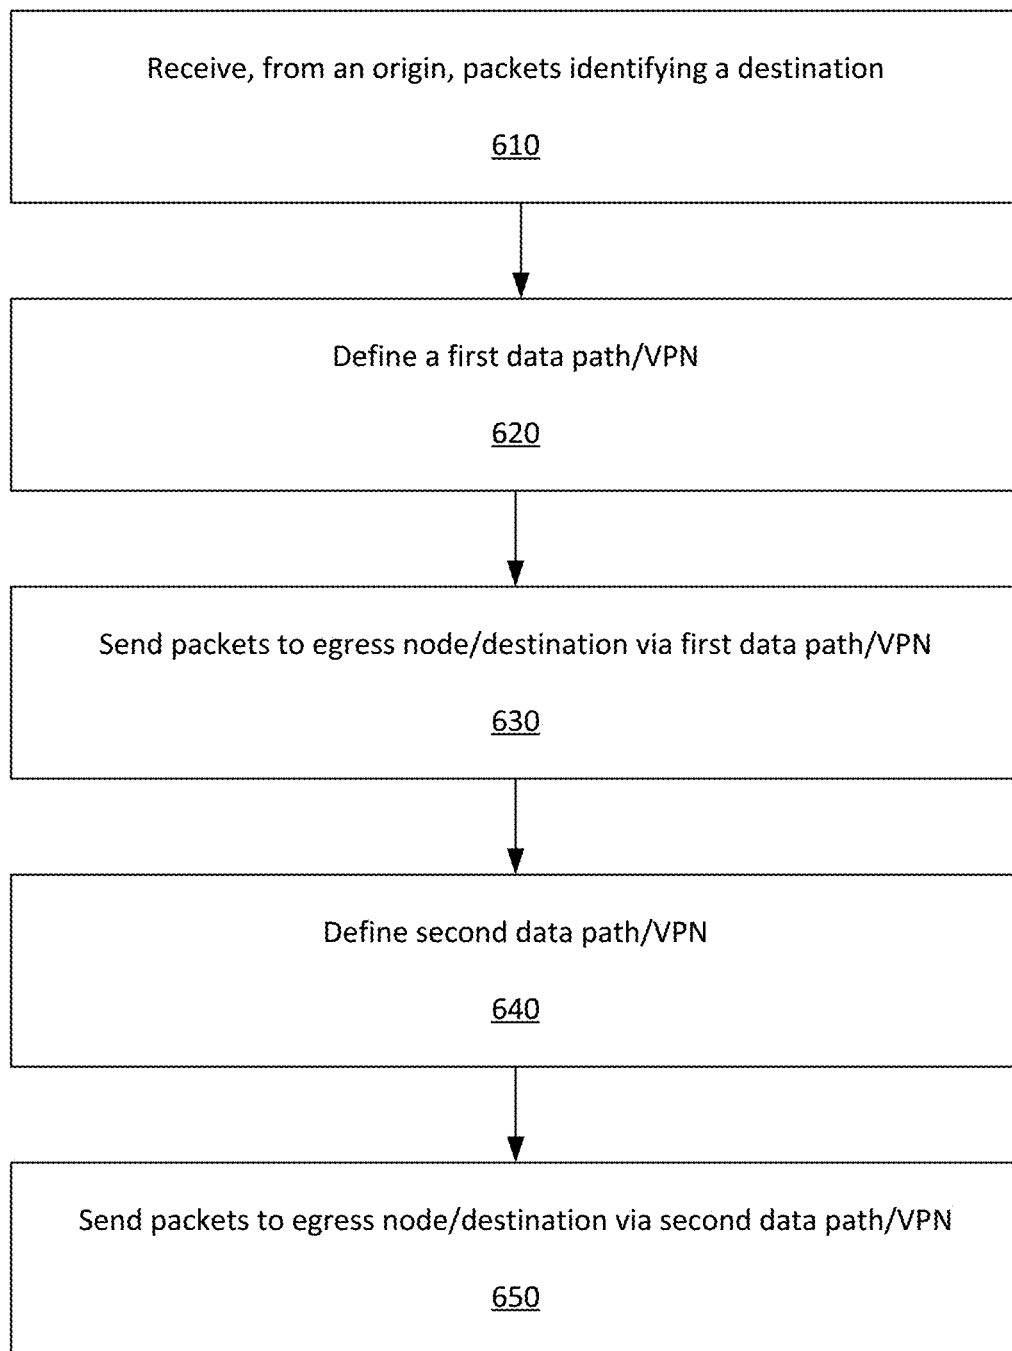 Receive, from an origin, packets identifying a destination
610
Define a first data path/VPN
620
Send packets to egress node/destination via first data path/VPN
630
Define second data path/VPN
640
Send packets to egress node/destination via second data path/VPN
650